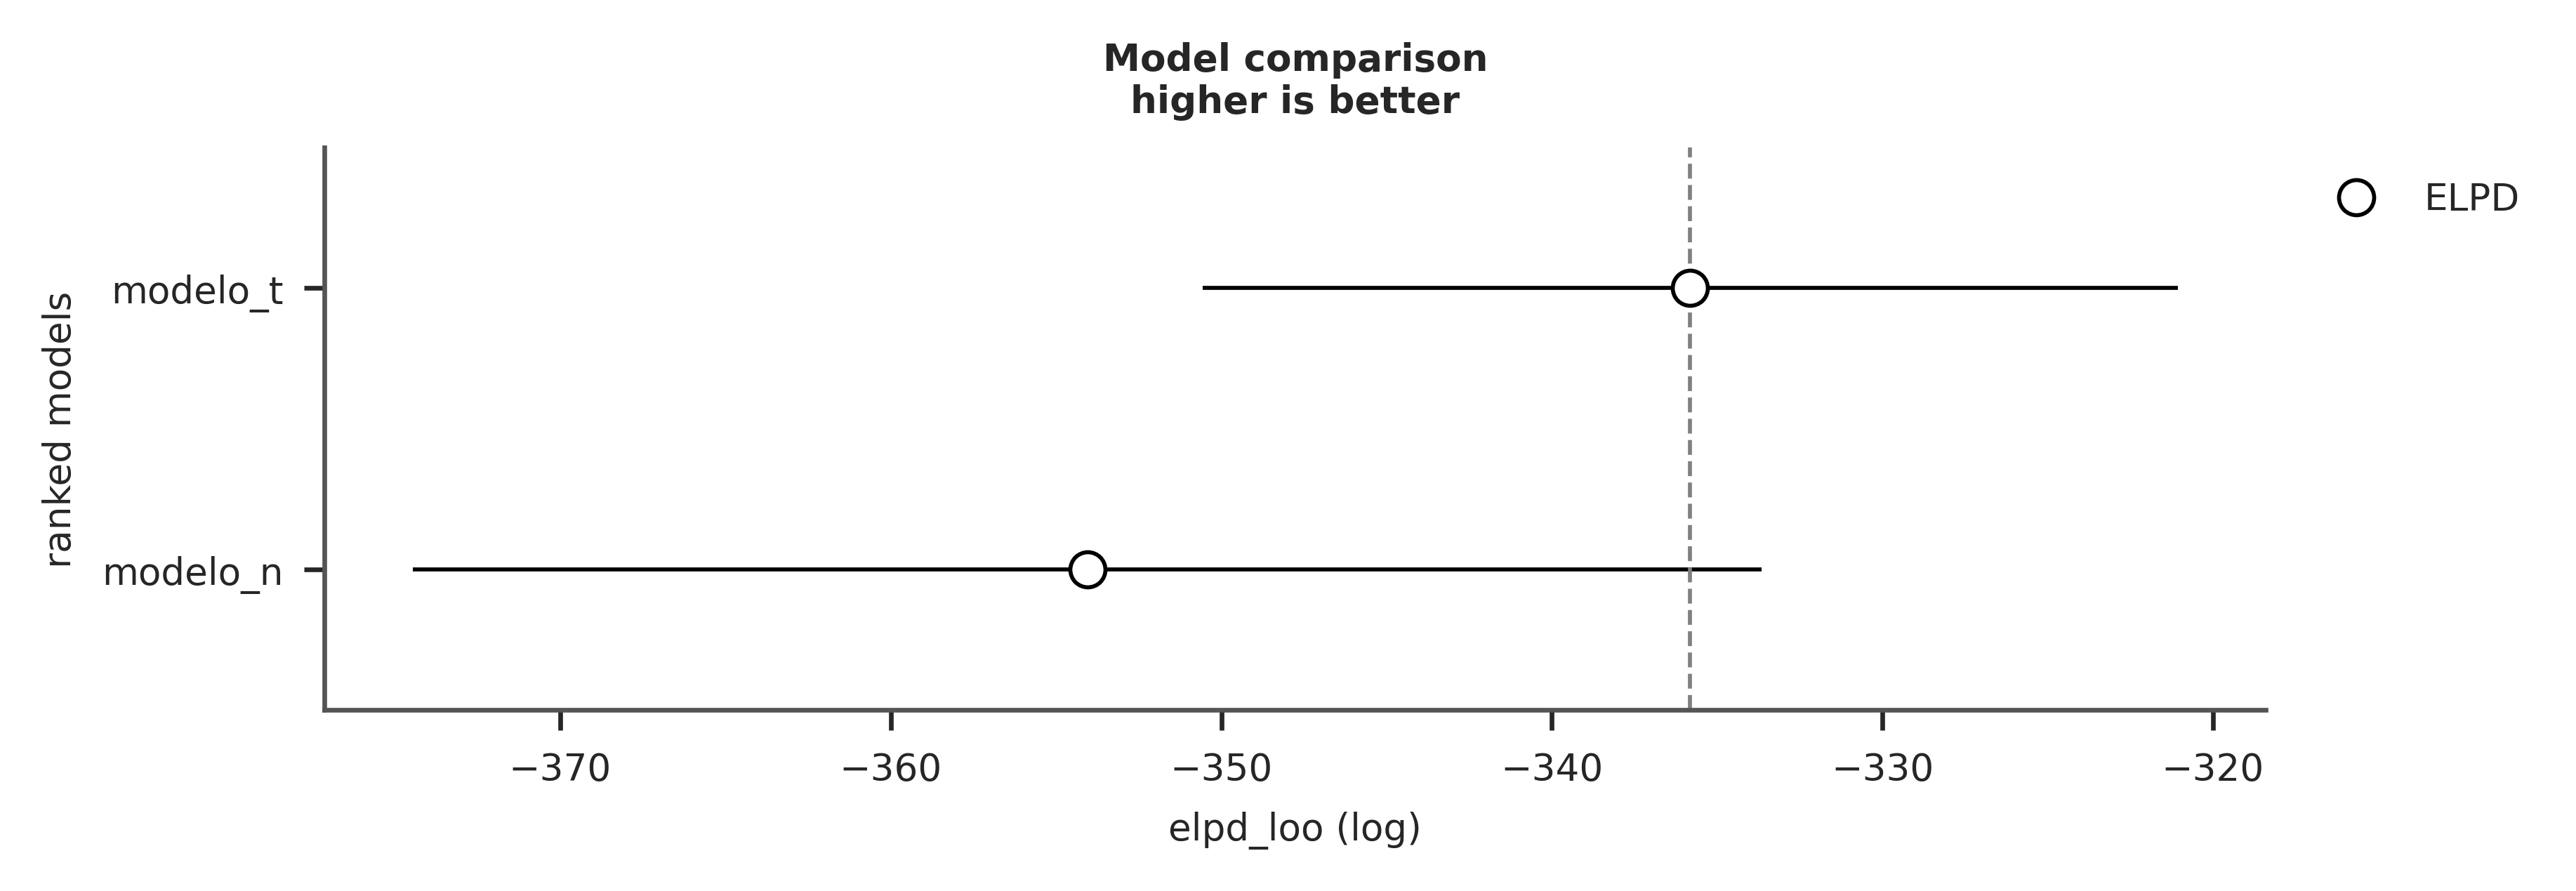 Model comparison
higher is better
ELPD
ranked models
modelo_t
modelo_n
−370 −360 −350 −340 −330 −320
elpd_loo (log)